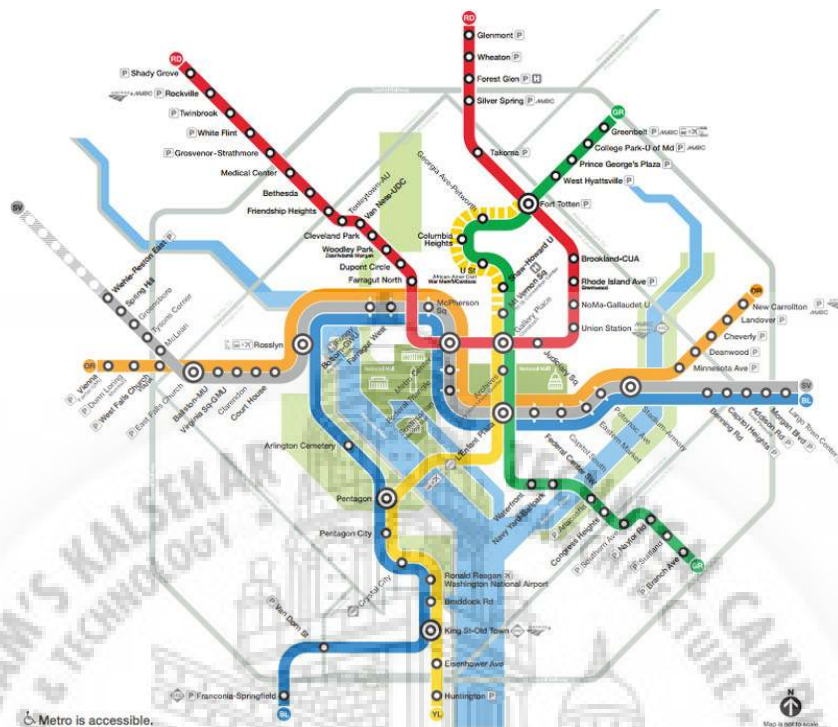 RD
Glenmont P
Wheaton P
Forest Glen P H
Silver Spring P
Takoma P
RD
P Shady Grove
P Rockville
P Twinbrook
P White Flint
P Grosvenor-Strathmore
Medical Center
Bethesda
Friendship Heights
Tenleytown-AU
Van Ness-UDC
Cleveland Park
Woodley Park
Dupont Circle
Farragut North
GR
Greenbelt P
College Park-U of Md P
Prince George's Plaza P
West Hyattsville P
Fort Totten P
Georgia Ave-Petworth
Columbia
Heights
U St
Shaw-Howard U
Mt Vernon Sq
Gallery Place
Brookland-CUA
Rhode Island Ave P
NoMa-Gallaudet U
Union Station
Judiciary Sq
SV
Wiehle-Reston East P
Spring Hill
Greensboro
Tysons Corner
McLean
OR
P Vienna
P Dunn Loring
P West Falls Church
P East Falls Church
Ballston-MU
Virginia Sq-GMU
Clarendon
Court House
Rosslyn
Farragut West
McPherson
Sq
L'Enfant Plaza
Federal Center SW
Capitol South
Eastern Market
Potomac Ave
Stadium-Armory
OR
New Carrollton P
Landover P
Cheverly P
Deanwood P
Minnesota Ave P
SV
BL
Benning Rd
Capitol Heights P
Addison Rd P
Morgan Blvd P
Largo Town Center
Arlington Cemetery
Pentagon
Pentagon City
Crystal City
Ronald Reagan
Washington National Airport
Braddock Rd
King St-Old Town
Eisenhower Ave
Huntington P
YL
P Van Dorn St
P Franconia-Springfield
BL
Waterfront
Navy Yard-Ballpark
P Anacostia
Congress Heights
P Southern Ave
P Naylor Rd
P Suitland
P Branch Ave
GR
Metro is accessible.
N
Map is not to scale